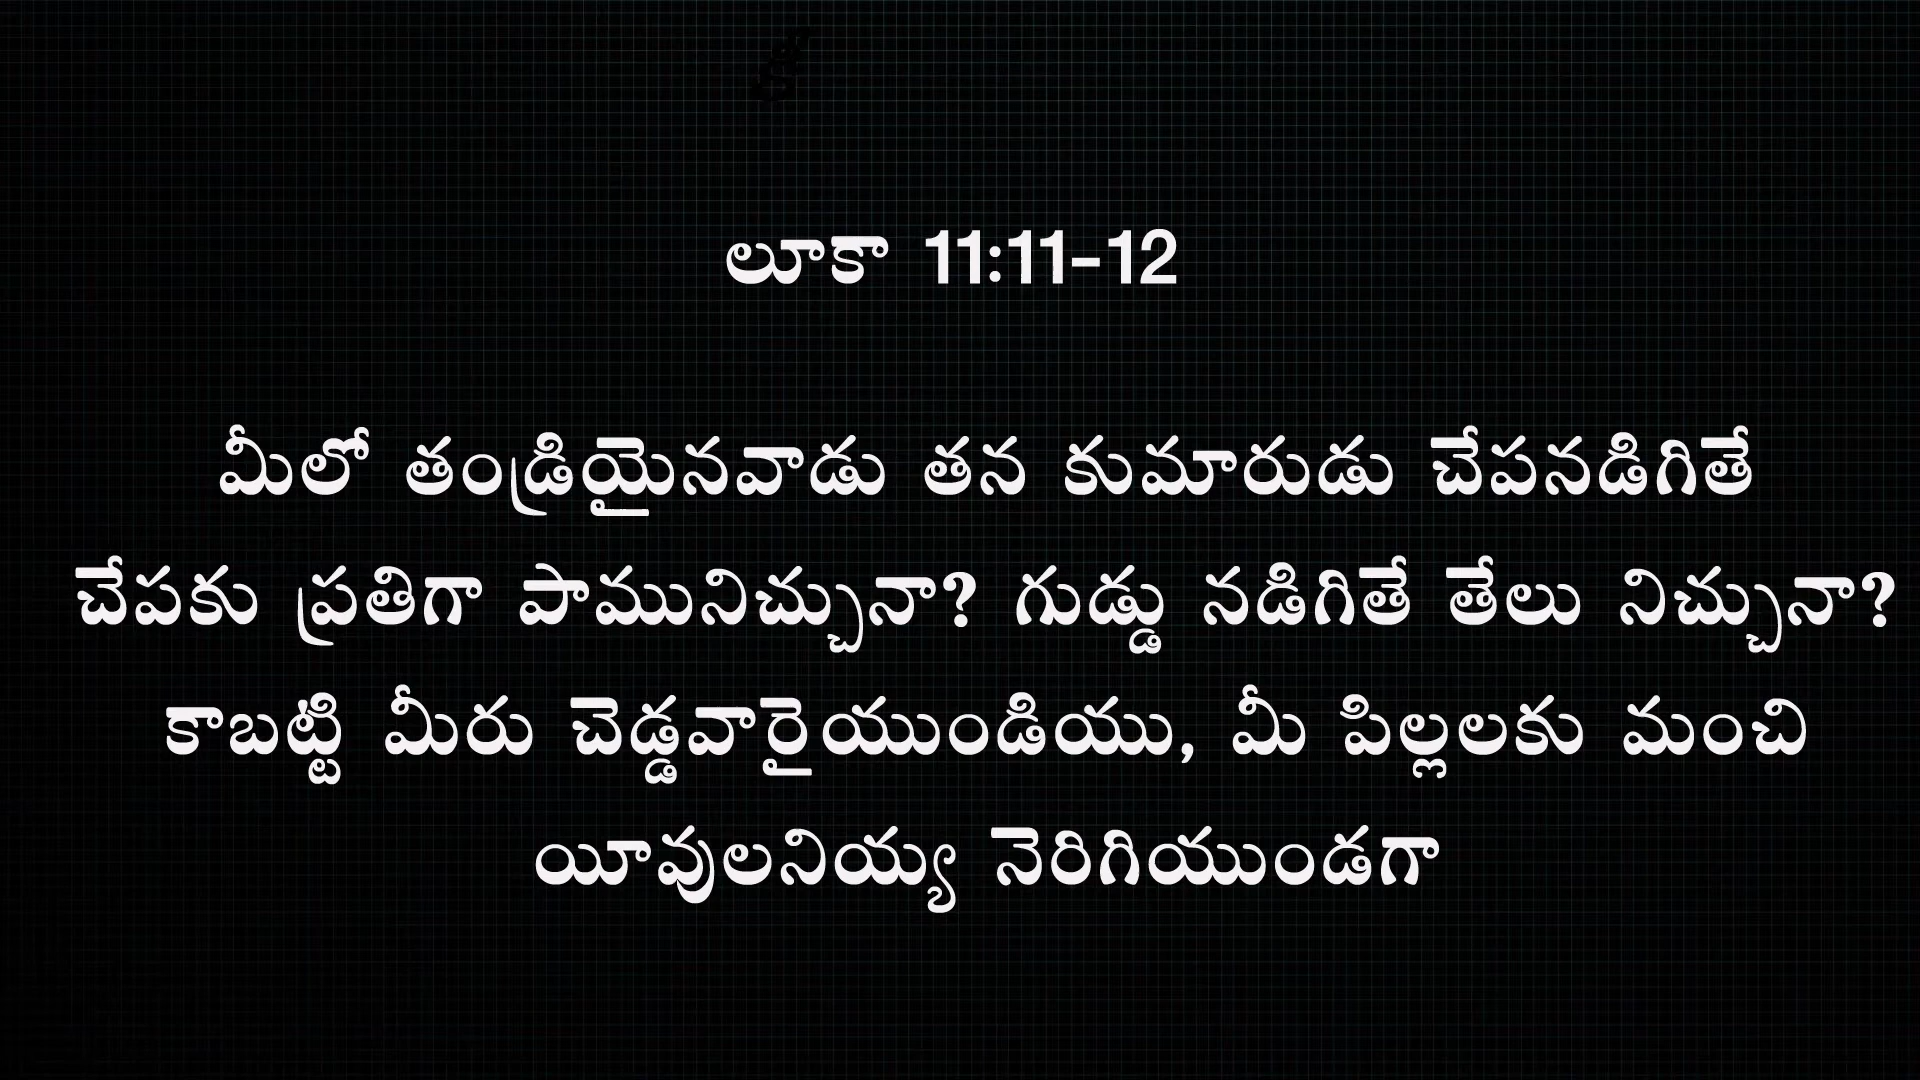 లూకా 11:11-12
మీలో తండ్రియైనవాడు తన కుమారుడు చేపనడిగితే
చేపకు ప్రతిగా పామునిచ్చునా? గుడ్డు నడిగితే తేలు నిచ్చునా?
కాబట్టి మీరు చెడ్డవారైయుండియు, మీ పిల్లలకు మంచి
యీవులనియ్య నెరిగియుండగా